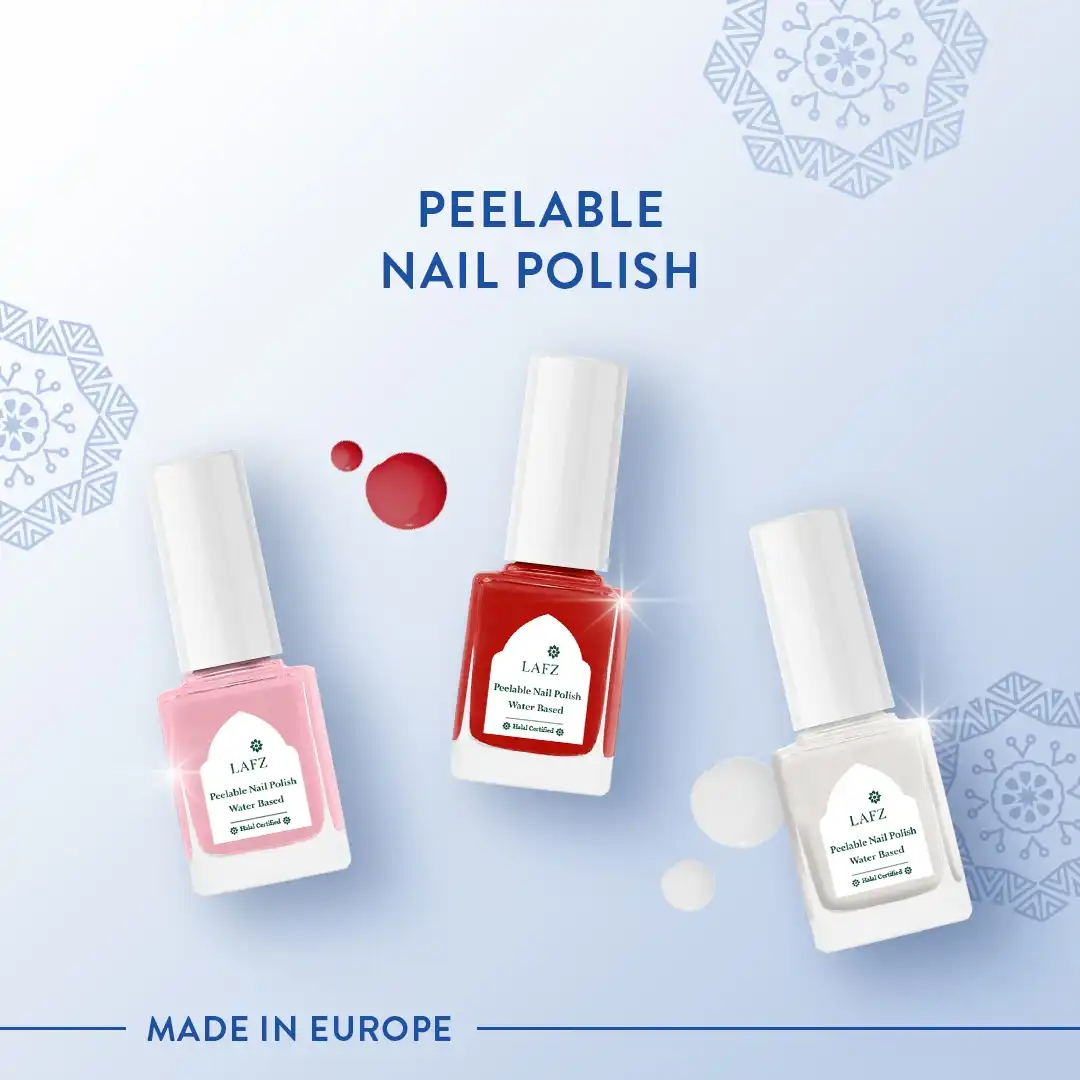 PEELABLE
NAIL POLISH
LAFZ
Peelable Nail Polish
Water Based
Halal Certified
LAFZ
Peelable Nail Polish
Water Based
Halal Certified
LAFZ
Peelable Nail Polish
Water Based
Halal Certified
MADE IN EUROPE